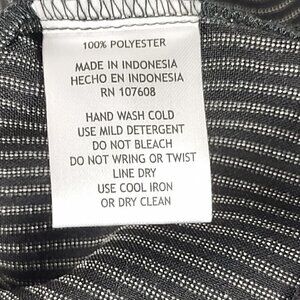 100% POLYESTER
MADE IN INDONESIA
HECHO EN INDONESIA
RN 107608
HAND WASH COLD
USE MILD DETERGENT
DO NOT BLEACH
DO NOT WRING OR TWIST
LINE DRY
USE COOL IRON
OR DRY CLEAN